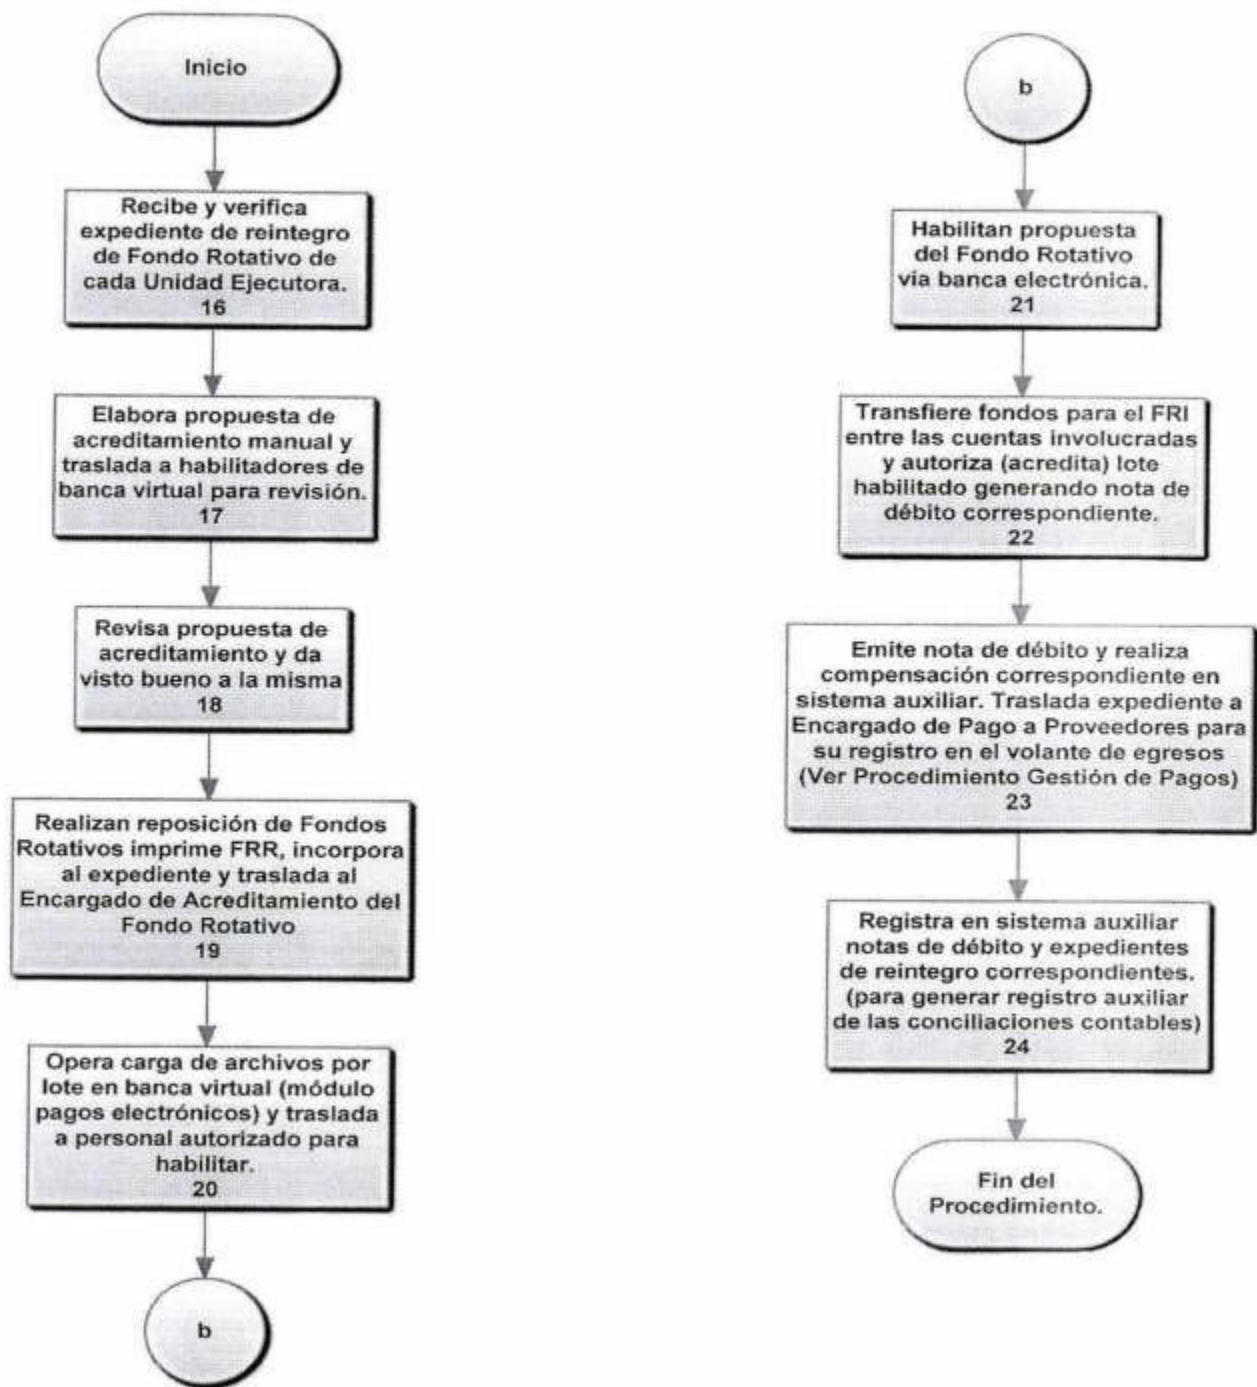 Inicio
Recibe y verifica
expediente de reintegro
de Fondo Rotativo de
cada Unidad Ejecutora.
16
Elabora propuesta de
acreditamiento manual y
traslada a habilitadores de
banca virtual para revisión.
17
Revisa propuesta de
acreditamiento y da
visto bueno a la misma
18
Realizan reposición de Fondos
Rotativos imprime FRR, incorpora
al expediente y traslada al
Encargado de Acreditamiento del
Fondo Rotativo
19
Opera carga de archivos por
lote en banca virtual (módulo
pagos electrónicos) y traslada
a personal autorizado para
habilitar.
20
b
b
Habilitan propuesta
del Fondo Rotativo
via banca electrónica.
21
Transfiere fondos para el FRI
entre las cuentas involucradas
y autoriza (acredita) lote
habilitado generando nota de
débito correspondiente.
22
Emite nota de débito y realiza
compensación correspondiente en
sistema auxiliar. Traslada expediente a
Encargado de Pago a Proveedores para
su registro en el volante de egresos
(Ver Procedimiento Gestión de Pagos)
23
Registra en sistema auxiliar
notas de débito y expedientes
de reintegro correspondientes.
(para generar registro auxiliar
de las conciliaciones contables)
24
Fin del
Procedimiento.